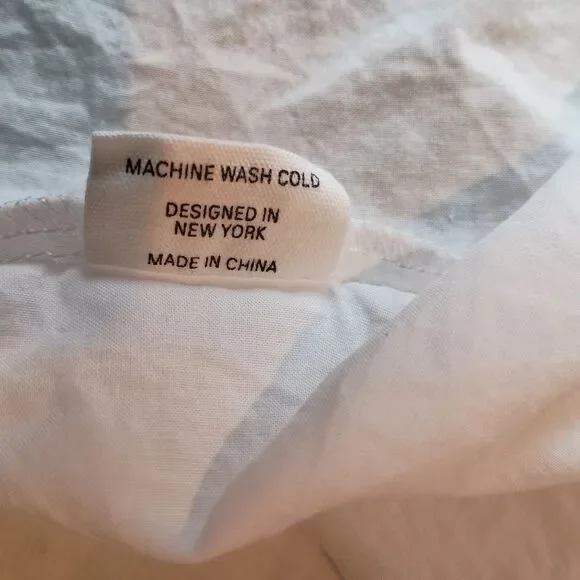 MACHINE WASH COLD
DESIGNED IN
NEW YORK
MADE IN CHINA